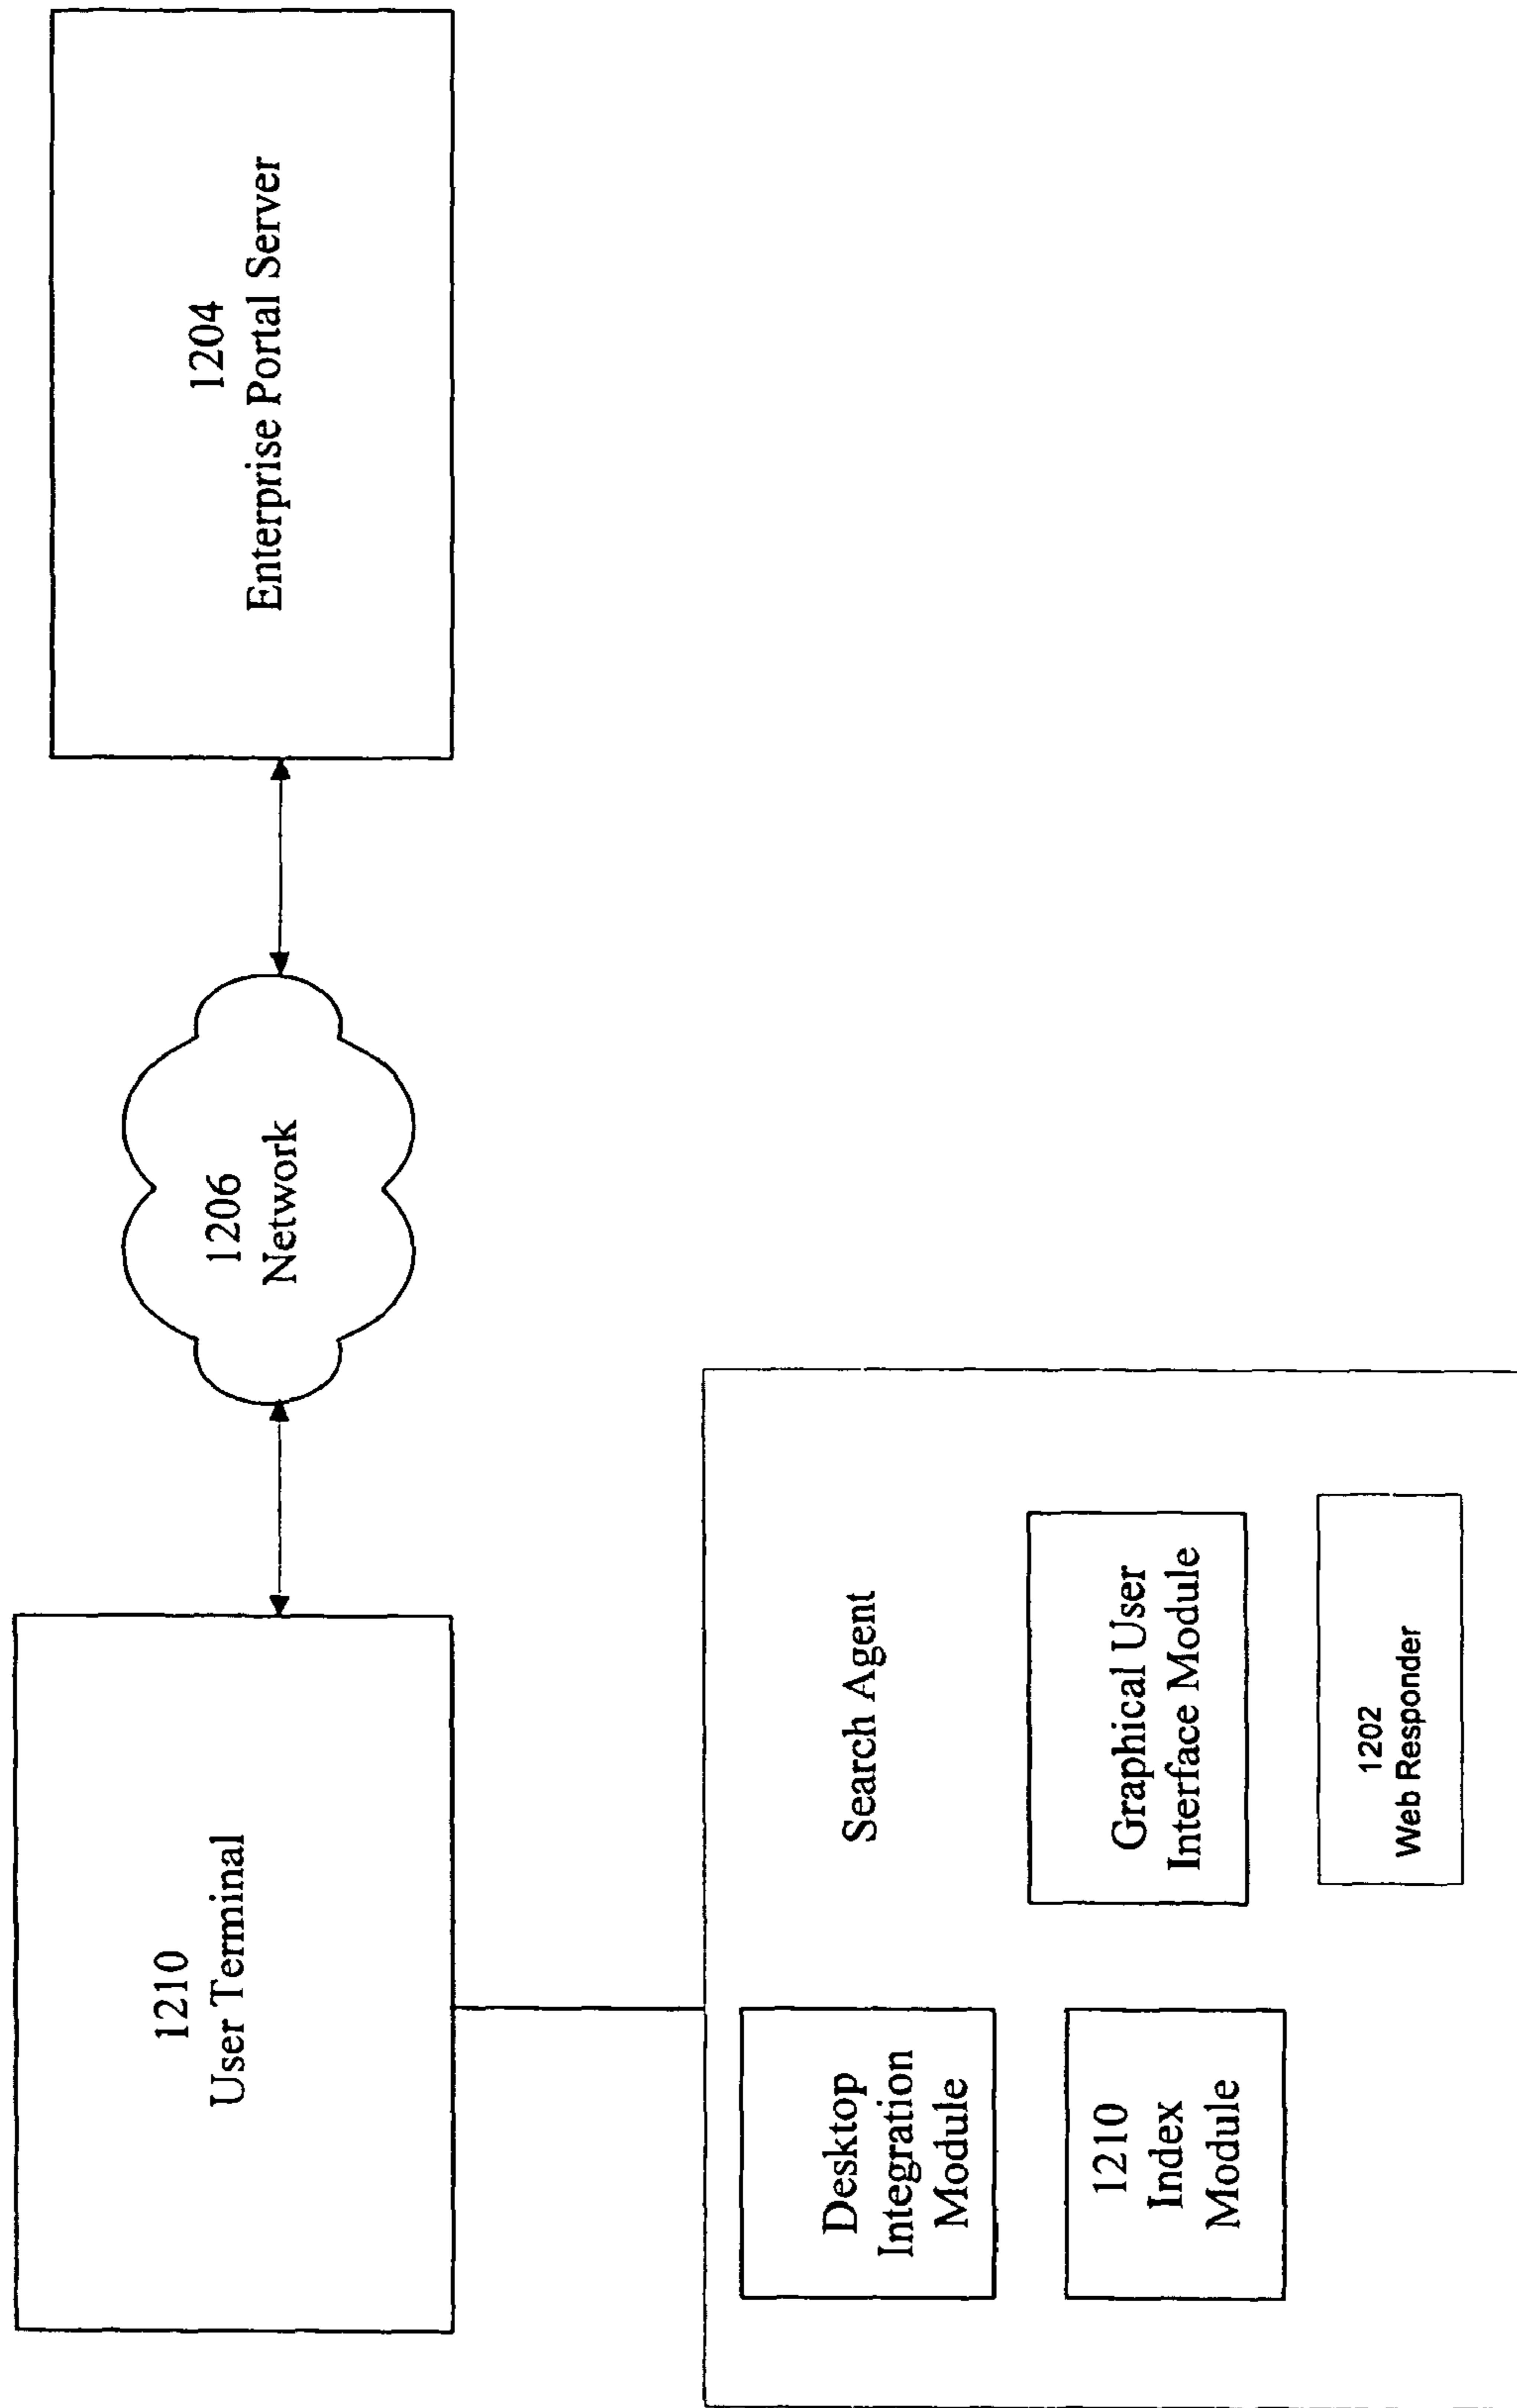 1210
User Terminal
1206
Network
1204
Enterprise Portal Server
Search Agent
Desktop
Integration
Module
Graphical User
Interface Module
1210
Index
Module
1202
Web Responder